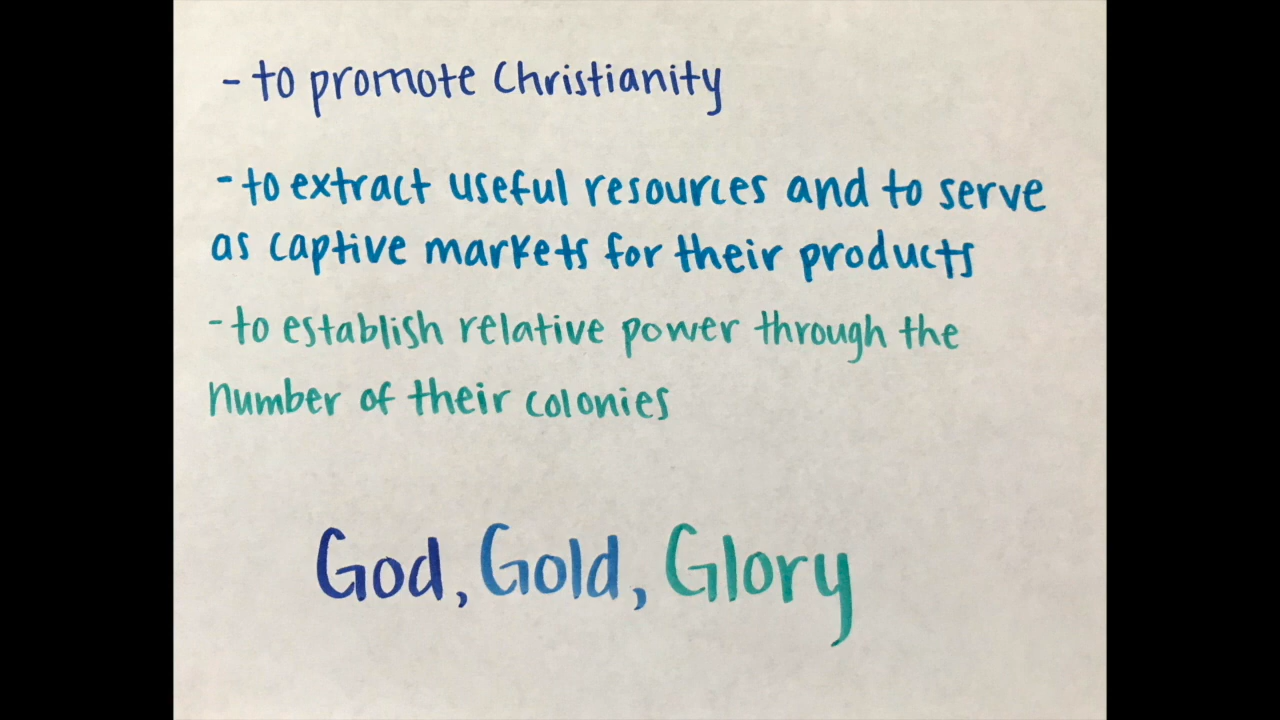 - to promote Christianity
- to extract useful resources and to serve
as captive markets for their products
- to establish relative power through the
number of their colonies
God, Gold, Glory